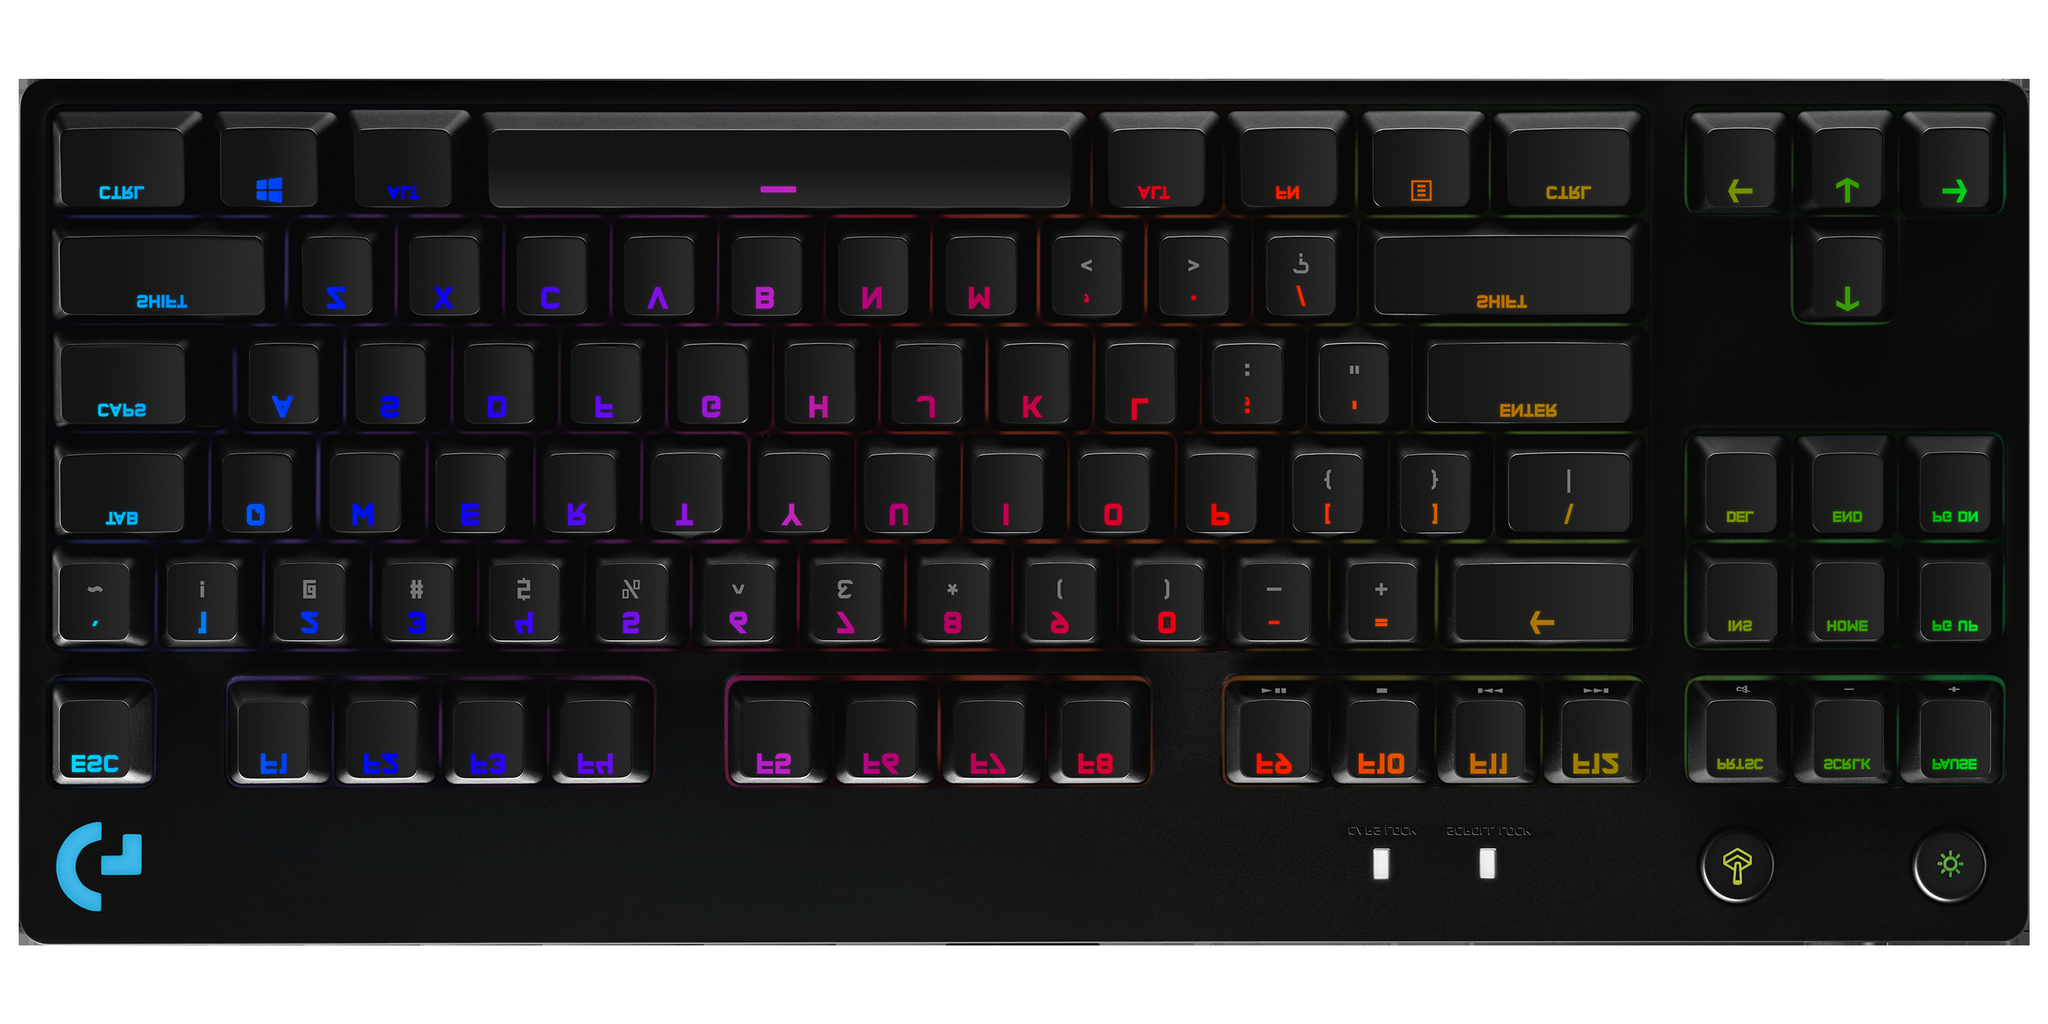 CTRL ALT ALT FN CTRL
SHIFT Z X C V B N M < , > . ? / SHIFT
CAPS A S D F G H J K L : ; " ' ENTER
TAB Q W E R T Y U I O P { [ } ] | \
~ ` ! 1 @ 2 # 3 $ 4 % 5 ^ 6 & 7 * 8 ( 9 ) 0 - - + =
DEL END PG DN
INS HOME PG UP
ESC F1 F2 F3 F4 F5 F6 F7 F8 F9 F10 F11 F12 PRTSC SCRLK PAUSE
CAPS LOCK SCROLL LOCK
G